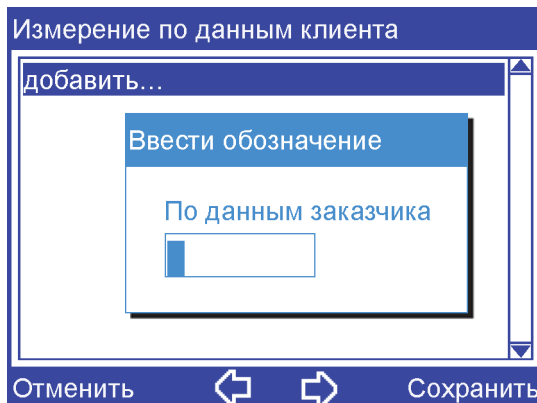 Измерение по данным клиента
добавить...
Ввести обозначение
По данным заказчика
Отменить Сохранить